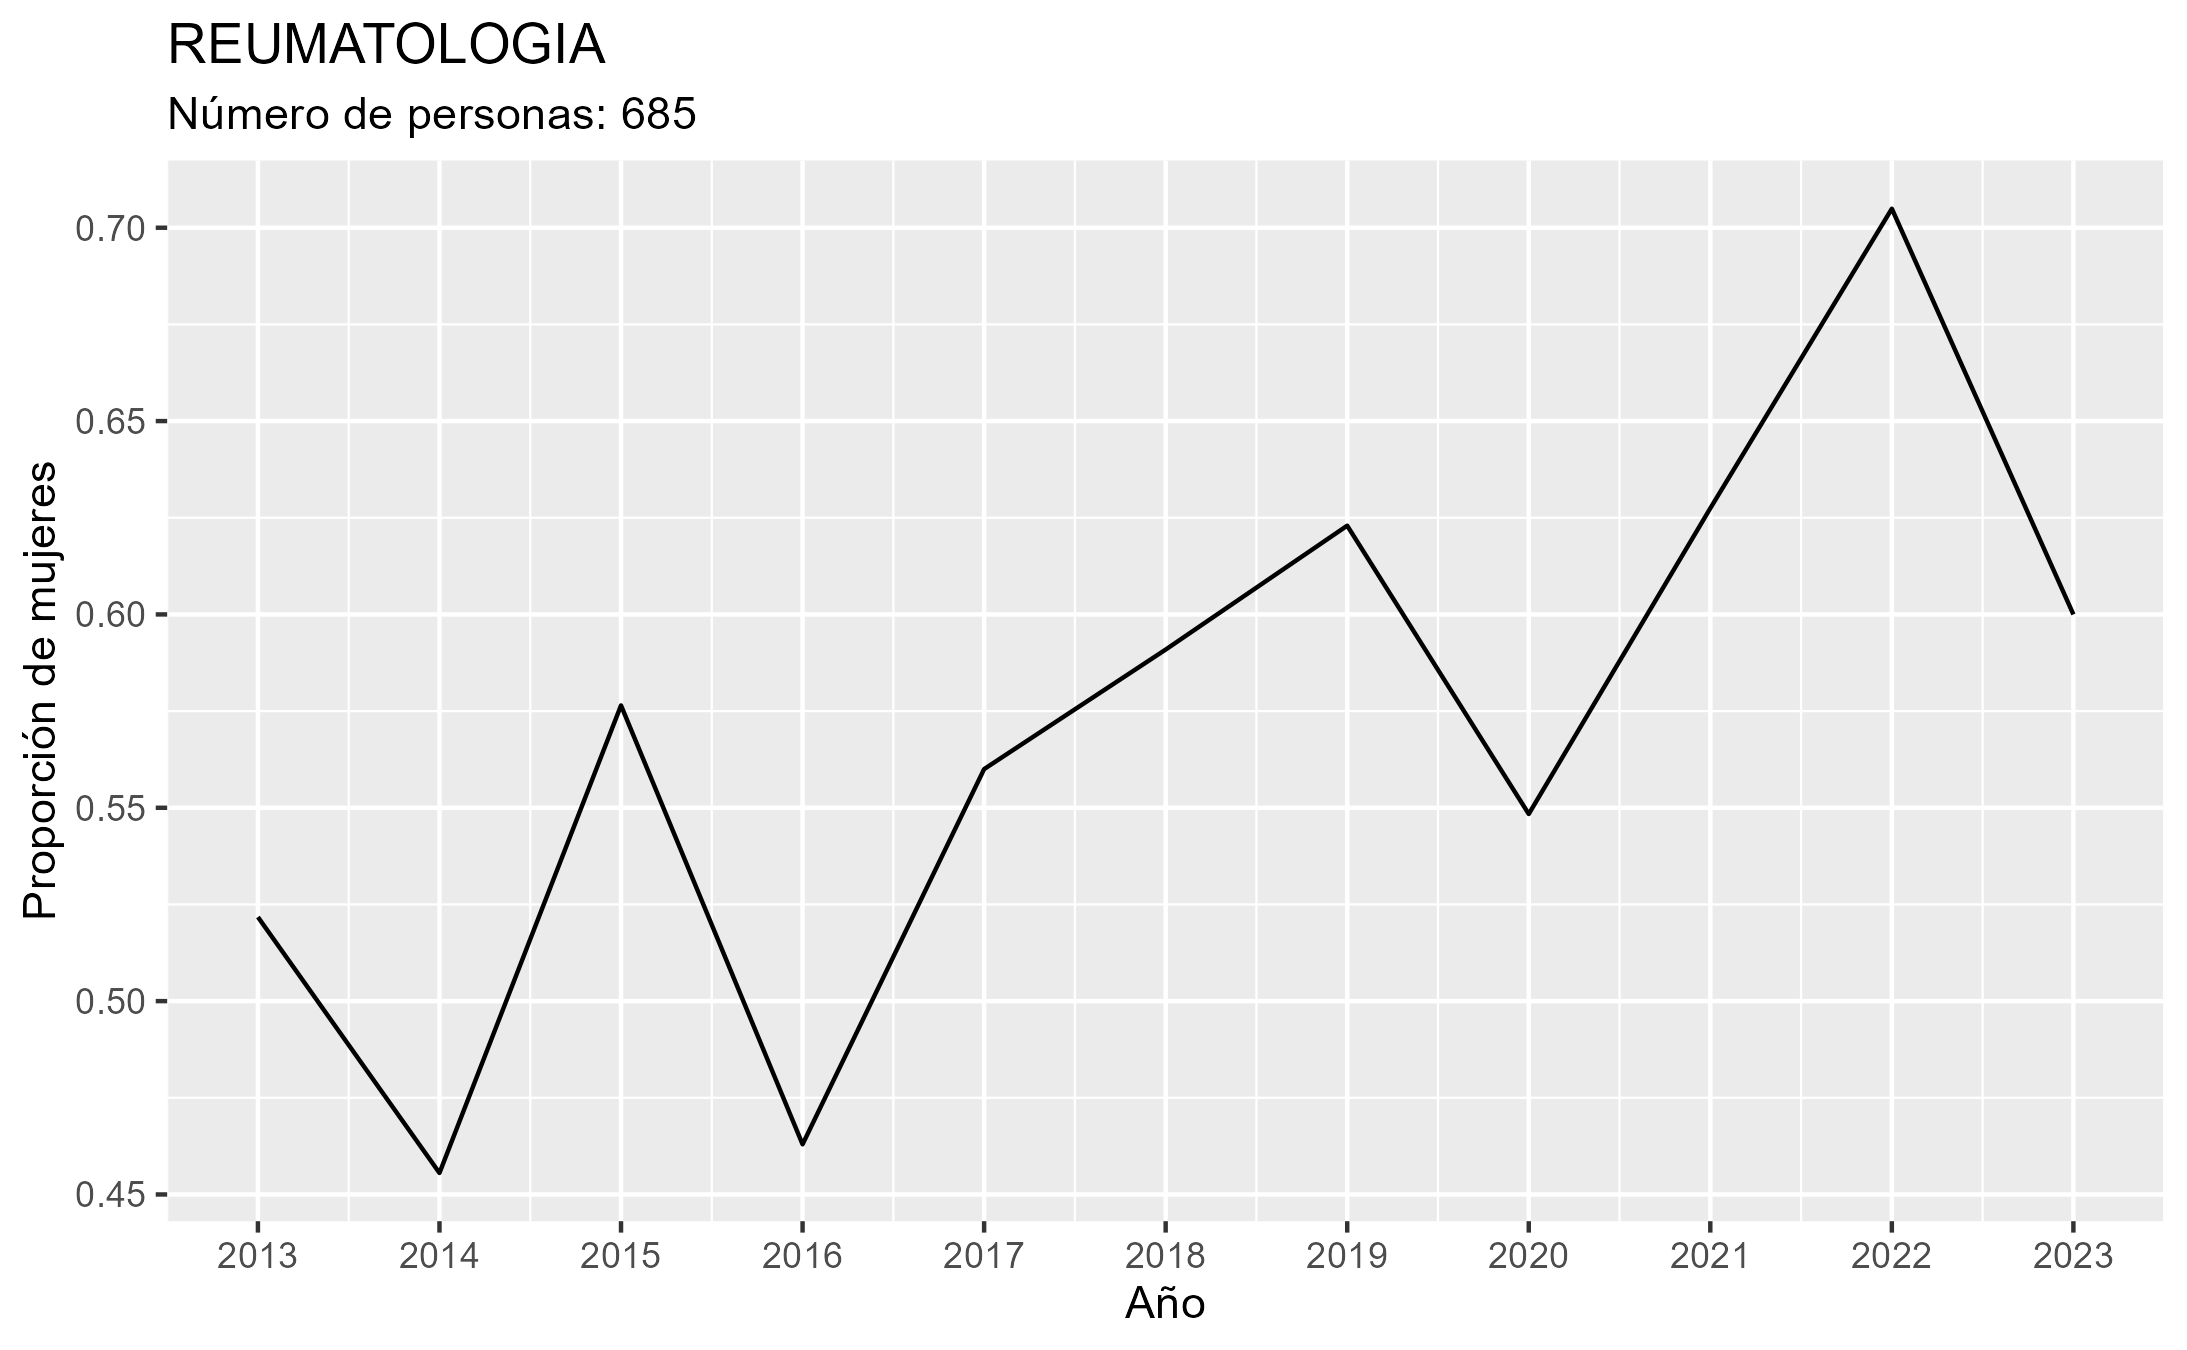 REUMATOLOGIA
Número de personas: 685
Proporción de mujeres
0.70
0.65
0.60
0.55
0.50
0.45
2013 2014 2015 2016 2017 2018 2019 2020 2021 2022 2023
Año